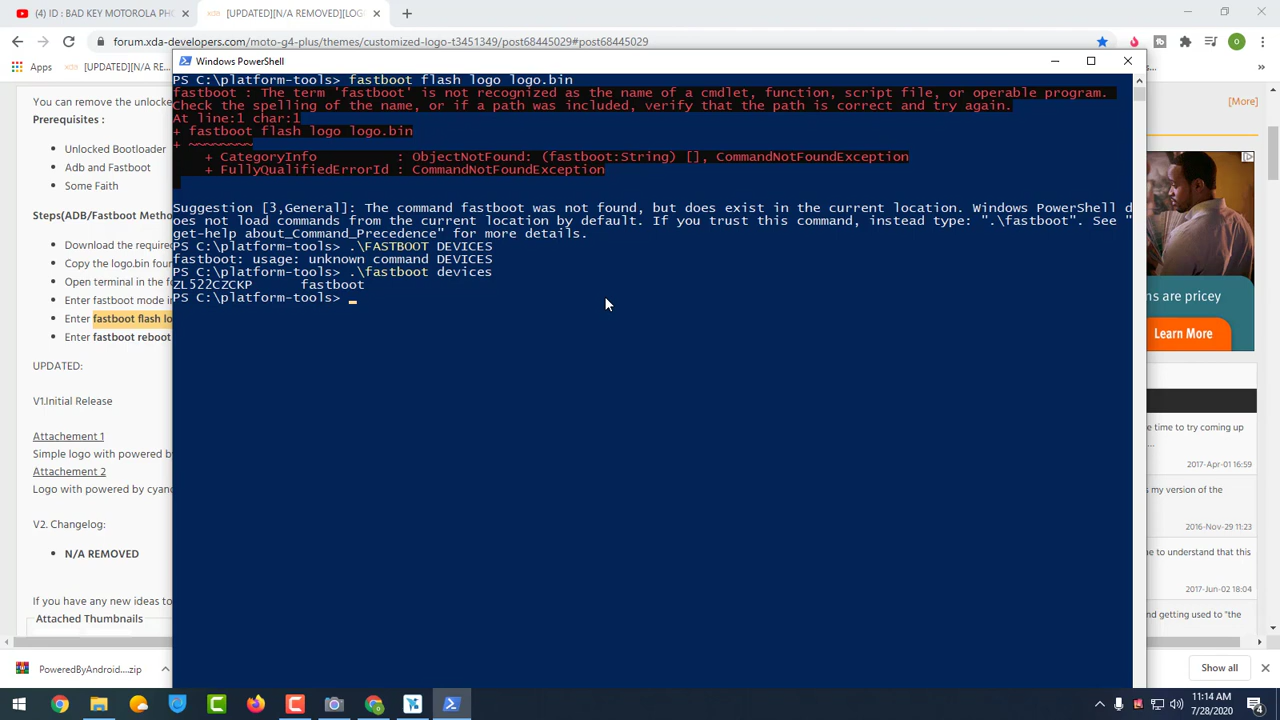 (4) ID : BAD KEY MOTOROLA PHO
[UPDATED][N/A REMOVED][LOG
forum.xda-developers.com/moto-g4-plus/themes/customized-logo-t3451349/post68445029#post68445029
Apps
[UPDATED][N/A RE...
Windows PowerShell
PS C:\platform-tools> fastboot flash logo logo.bin
fastboot : The term 'fastboot' is not recognized as the name of a cmdlet, function, script file, or operable program.
Check the spelling of the name, or if a path was included, verify that the path is correct and try again.
At line:1 char:1
+ fastboot flash logo logo.bin
+ ~~~~~~~~
+ CategoryInfo : ObjectNotFound: (fastboot:String) [], CommandNotFoundException
+ FullyQualifiedErrorId : CommandNotFoundException
Suggestion [3,General]: The command fastboot was not found, but does exist in the current location. Windows PowerShell d
oes not load commands from the current location by default. If you trust this command, instead type: ".\fastboot". See "
get-help about_Command_Precedence" for more details.
PS C:\platform-tools> .\FASTBOOT DEVICES
fastboot: usage: unknown command DEVICES
PS C:\platform-tools> .\fastboot devices
ZL522CZCKP fastboot
PS C:\platform-tools> _
You can remove the unlocke
Prerequisites :
Unlocked Bootloader
Adb and Fastboot
Some Faith
Steps(ADB/Fastboot Metho
Download the require
Copy the logo.bin foun
Open terminal in the fo
Enter fastboot mode in
Enter fastboot flash lo
Enter fastboot reboot
UPDATED:
V1.Initial Release
Attachement 1
Simple logo with powered b
Attachement 2
Logo with powered by cyano
V2. Changelog:
N/A REMOVED
If you have any new ideas to
Attached Thumbnails
[More]
ns are pricey
Learn More
e time to try coming up
...
2017-Apr-01 16:59
s my version of the
2016-Nov-29 11:23
me to understand that this
2017-Jun-02 18:04
nd getting used to "the
PoweredByAndroid....zip
Show all
11:14 AM
7/28/2020
4